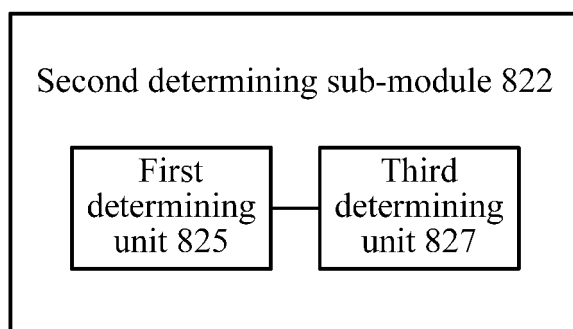 Second determining sub-module 822
First
determining
unit 825
Third
determining
unit 827